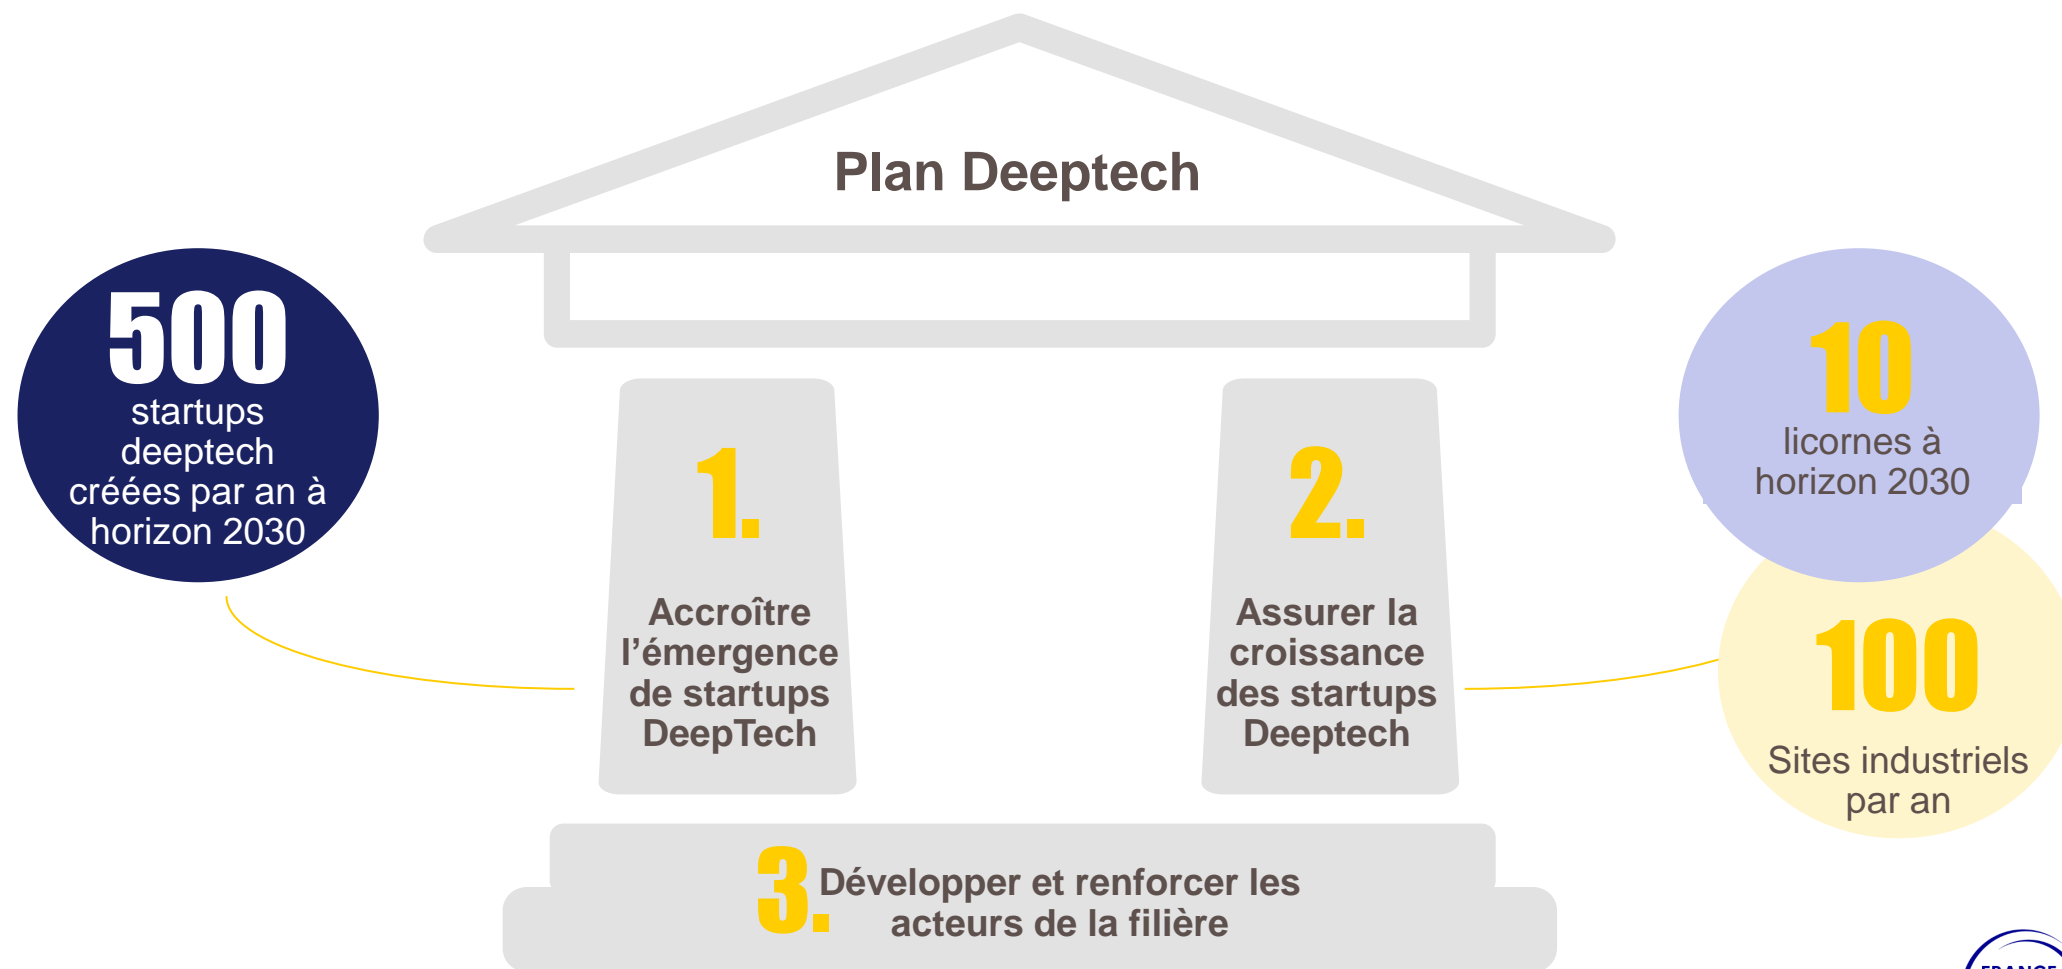 Plan Deeptech
500
startups
deeptech
créées par an à
horizon 2030
1.
Accroître
l’émergence
de startups
DeepTech
2.
Assurer la
croissance
des startups
Deeptech
10
licornes à
horizon 2030
100
Sites industriels
par an
3.
Développer et renforcer les
acteurs de la filière
FRANCE